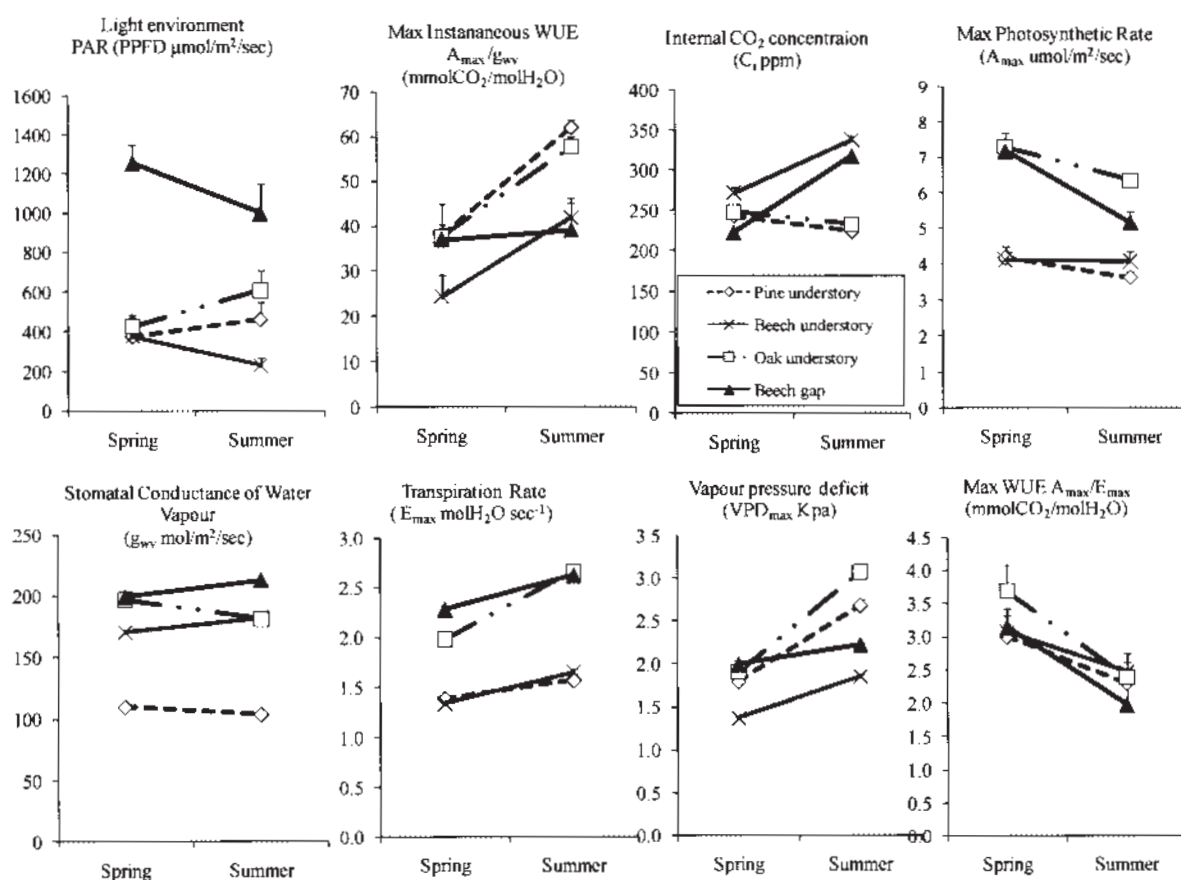 Light environment
PAR (PPFD μmol/m²/sec)
1600
1400
1200
1000
800
600
400
200
0
Spring Summer
Max Instananeous WUE
Amax/gwv
(mmolCO₂/molH₂O)
70
60
50
40
30
20
10
0
Spring Summer
Internal CO₂ concentraion
(Ci ppm)
400
350
300
250
200
150
100
50
0
Pine understory
Beech understory
Oak understory
Beech gap
Spring Summer
Max Photosynthetic Rate
(Amax umol/m²/sec)
9
8
7
6
5
4
3
2
1
0
Spring Summer
Stomatal Conductance of Water
Vapour
(gwv mol/m²/sec)
250
200
150
100
50
0
Spring Summer
Transpiration Rate
( Emax molH₂O sec⁻¹)
3.0
2.5
2.0
1.5
1.0
0.5
0.0
Spring Summer
Vapour pressure deficit
(VPDmax Kpa)
3.5
3.0
2.5
2.0
1.5
1.0
0.5
0.0
Spring Summer
Max WUE Amax/Emax
(mmolCO₂/molH₂O)
4.5
4.0
3.5
3.0
2.5
2.0
1.5
1.0
0.5
0.0
Spring Summer